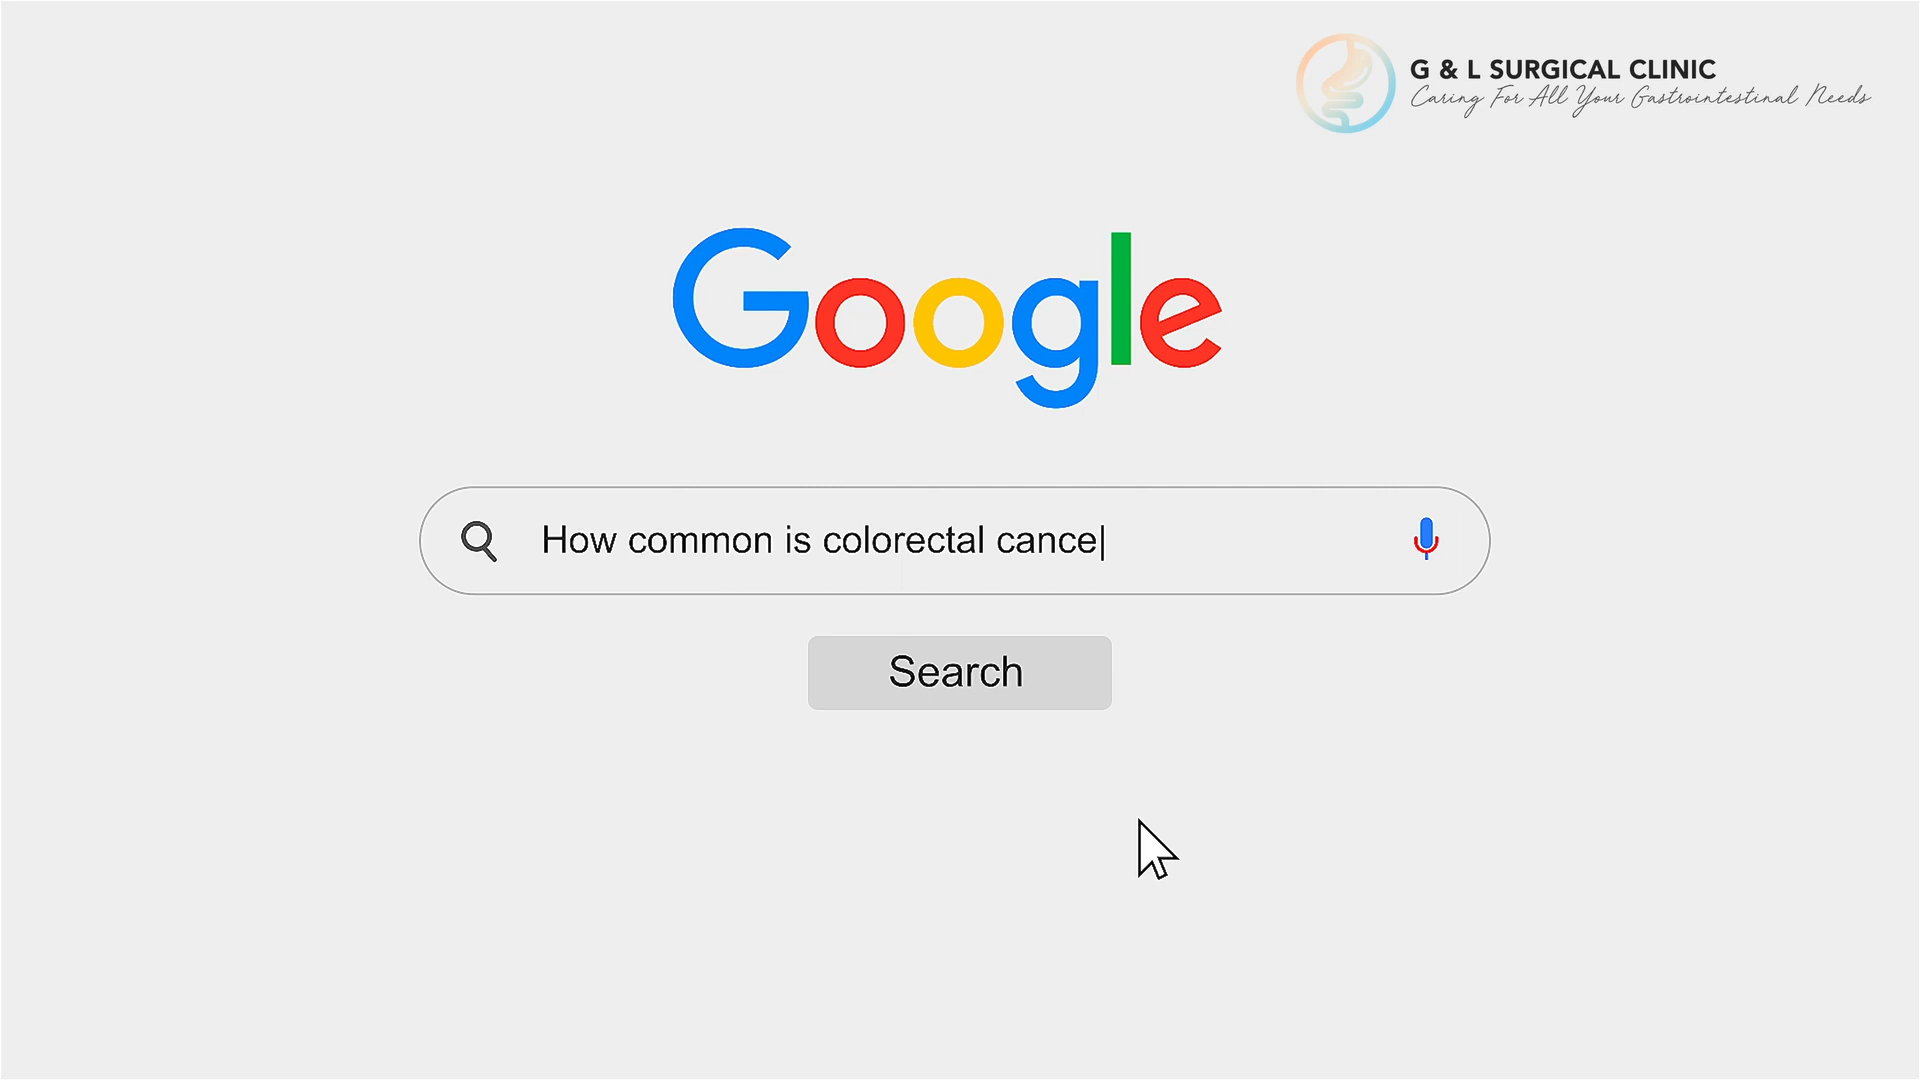 G & L SURGICAL CLINIC
Caring For All Your Gastrointestinal Needs
Google
How common is colorectal cance
Search